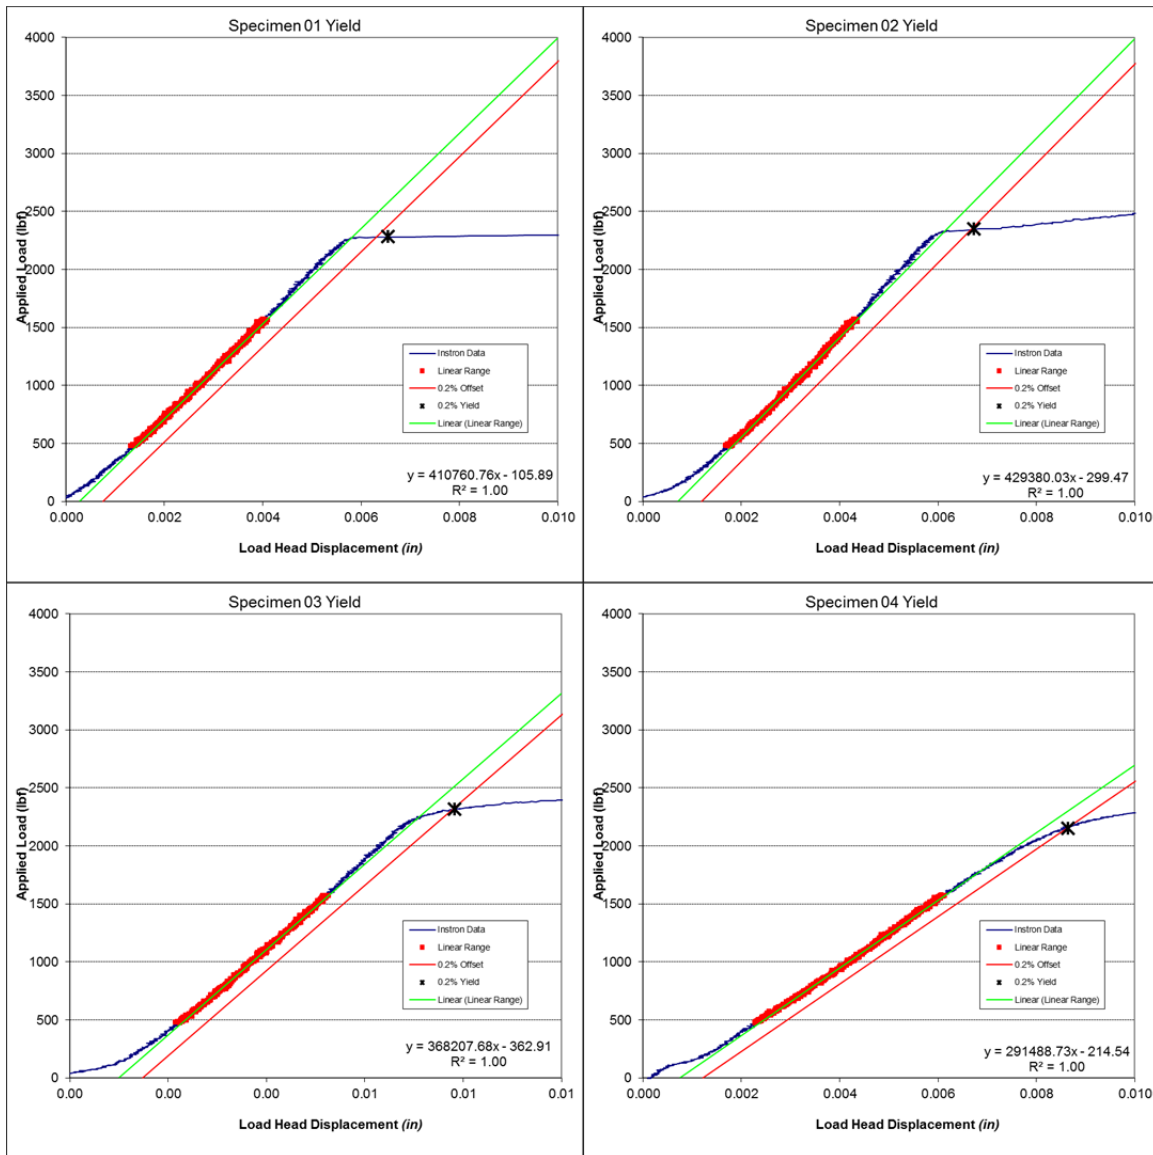 Specimen 01 Yield
4000
3500
3000
2500
2000
1500
1000
500
0
Applied Load (lbf)
0.000 0.002 0.004 0.006 0.008 0.010
Load Head Displacement (in)
Instron Data
Linear Range
0.2% Offset
0.2% Yield
Linear (Linear Range)
y = 410760.76x - 105.89
R² = 1.00
Specimen 02 Yield
4000
3500
3000
2500
2000
1500
1000
500
0
Applied Load (lbf)
0.000 0.002 0.004 0.006 0.008 0.010
Load Head Displacement (in)
Instron Data
Linear Range
0.2% Offset
0.2% Yield
Linear (Linear Range)
y = 429380.03x - 299.47
R² = 1.00
Specimen 03 Yield
4000
3500
3000
2500
2000
1500
1000
500
0
Applied Load (lbf)
0.00 0.00 0.00 0.01 0.01 0.01
Load Head Displacement (in)
Instron Data
Linear Range
0.2% Offset
0.2% Yield
Linear (Linear Range)
y = 368207.68x - 362.91
R² = 1.00
Specimen 04 Yield
4000
3500
3000
2500
2000
1500
1000
500
0
Applied Load (lbf)
0.000 0.002 0.004 0.006 0.008 0.010
Load Head Displacement (in)
Instron Data
Linear Range
0.2% Offset
0.2% Yield
Linear (Linear Range)
y = 291488.73x - 214.54
R² = 1.00